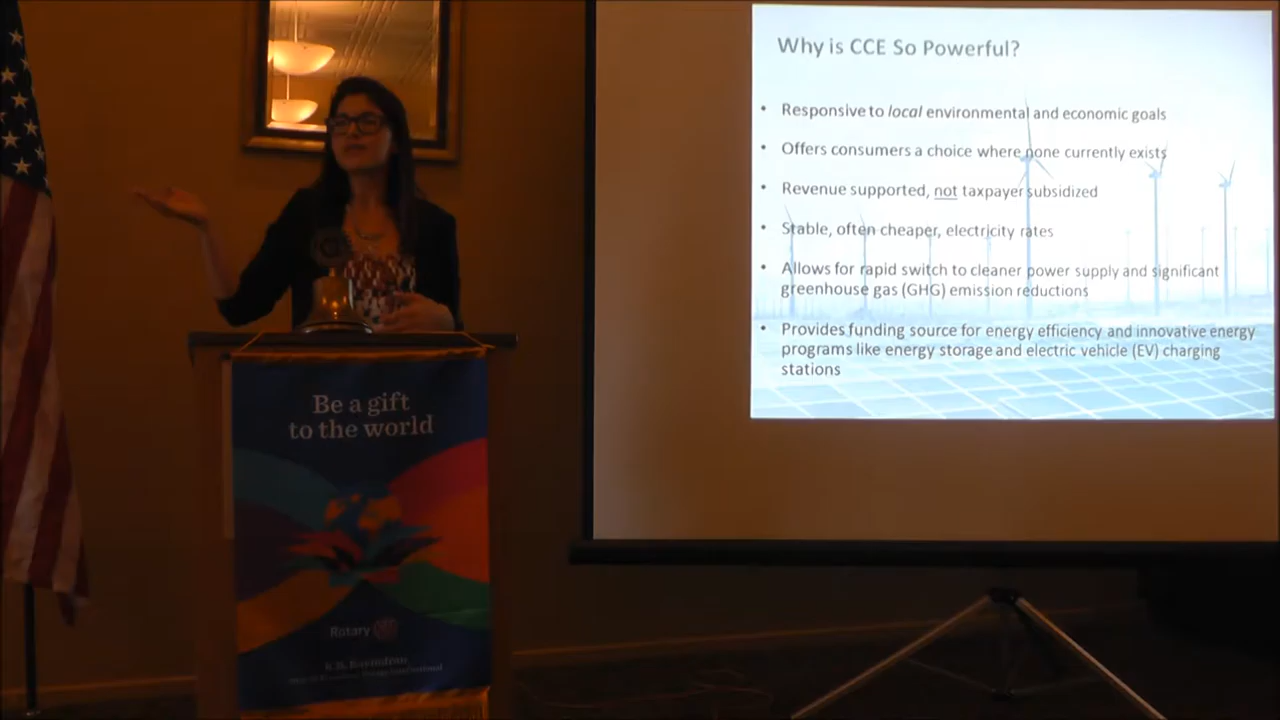 Why is CCE So Powerful?
• Responsive to local environmental and economic goals
• Offers consumers a choice where none currently exists
• Revenue supported, not taxpayer subsidized
• Stable, often cheaper, electricity rates
• Allows for rapid switch to cleaner power supply and significant
greenhouse gas (GHG) emission reductions
• Provides funding source for energy efficiency and innovative energy
programs like energy storage and electric vehicle (EV) charging
stations
Be a gift
to the world
Rotary